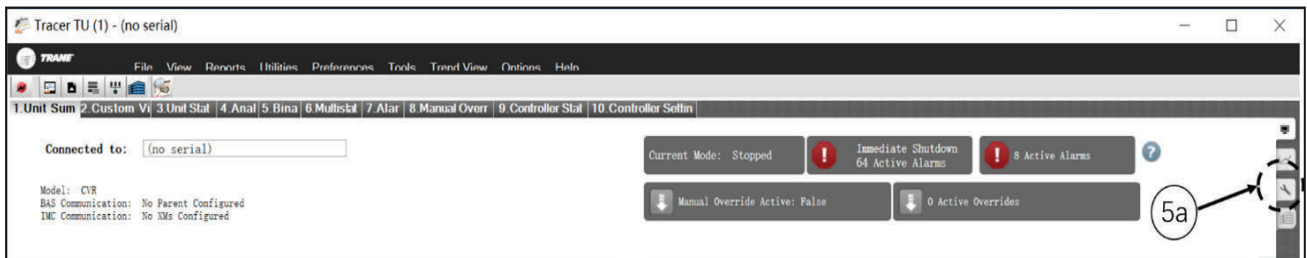 Tracer TU (1) - (no serial)
TRANE
File View Reports Utilities Preferences Tools Trend View Options Help
1.Unit Sum 2.Custom Vi 3.Unit Stat 4.Anal 5.Bina 6.Multistat 7.Alar 8.Manual Overr 9.Controller Stat 10.Controller Settin
Connected to: (no serial)
Current Mode: Stopped
Immediate Shutdown
64 Active Alarms
8 Active Alarms
Model: CVR
BAS Communication: No Parent Configured
IMC Communication: No XMs Configured
Manual Override Active: False
0 Active Overrides
5a